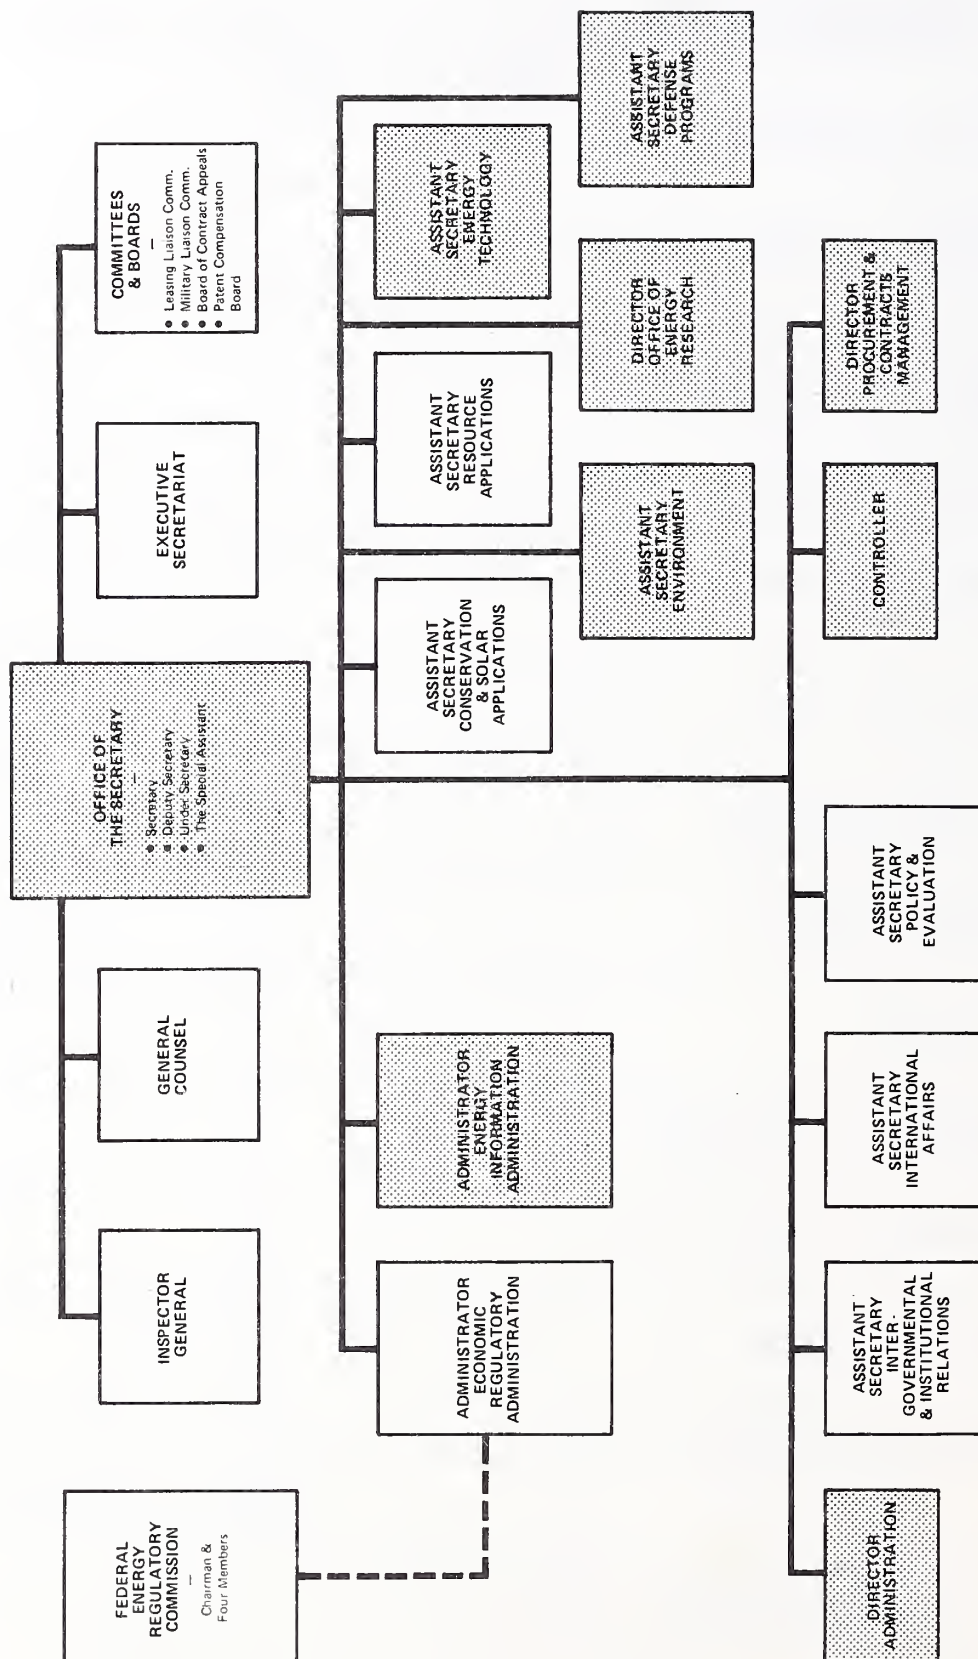 FEDERAL
ENERGY
REGULATORY
COMMISSION
–
Chairman &
Four Members
INSPECTOR
GENERAL
GENERAL
COUNSEL
OFFICE OF
THE SECRETARY
–
• Secretary
• Deputy Secretary
• Under Secretary
• The Special Assistant
EXECUTIVE
SECRETARIAT
COMMITTEES
& BOARDS
–
• Leasing Liaison Comm.
• Military Liaison Comm.
• Board of Contract Appeals
• Patent Compensation
Board
ADMINISTRATOR
ECONOMIC
REGULATORY
ADMINISTRATION
ADMINISTRATOR
ENERGY
INFORMATION
ADMINISTRATION
ASSISTANT
SECRETARY
CONSERVATION
& SOLAR
APPLICATIONS
ASSISTANT
SECRETARY
RESOURCE
APPLICATIONS
ASSISTANT
SECRETARY
ENERGY
TECHNOLOGY
ASSISTANT
SECRETARY
ENVIRONMENT
DIRECTOR
OFFICE OF
ENERGY
RESEARCH
ASSISTANT
SECRETARY
DEFENSE
PROGRAMS
DIRECTOR
ADMINISTRATION
ASSISTANT
SECRETARY
INTER-
GOVERNMENTAL
& INSTITUTIONAL
RELATIONS
ASSISTANT
SECRETARY
INTERNATIONAL
AFFAIRS
ASSISTANT
SECRETARY
POLICY &
EVALUATION
CONTROLLER
DIRECTOR
PROCUREMENT &
CONTRACTS
MANAGEMENT